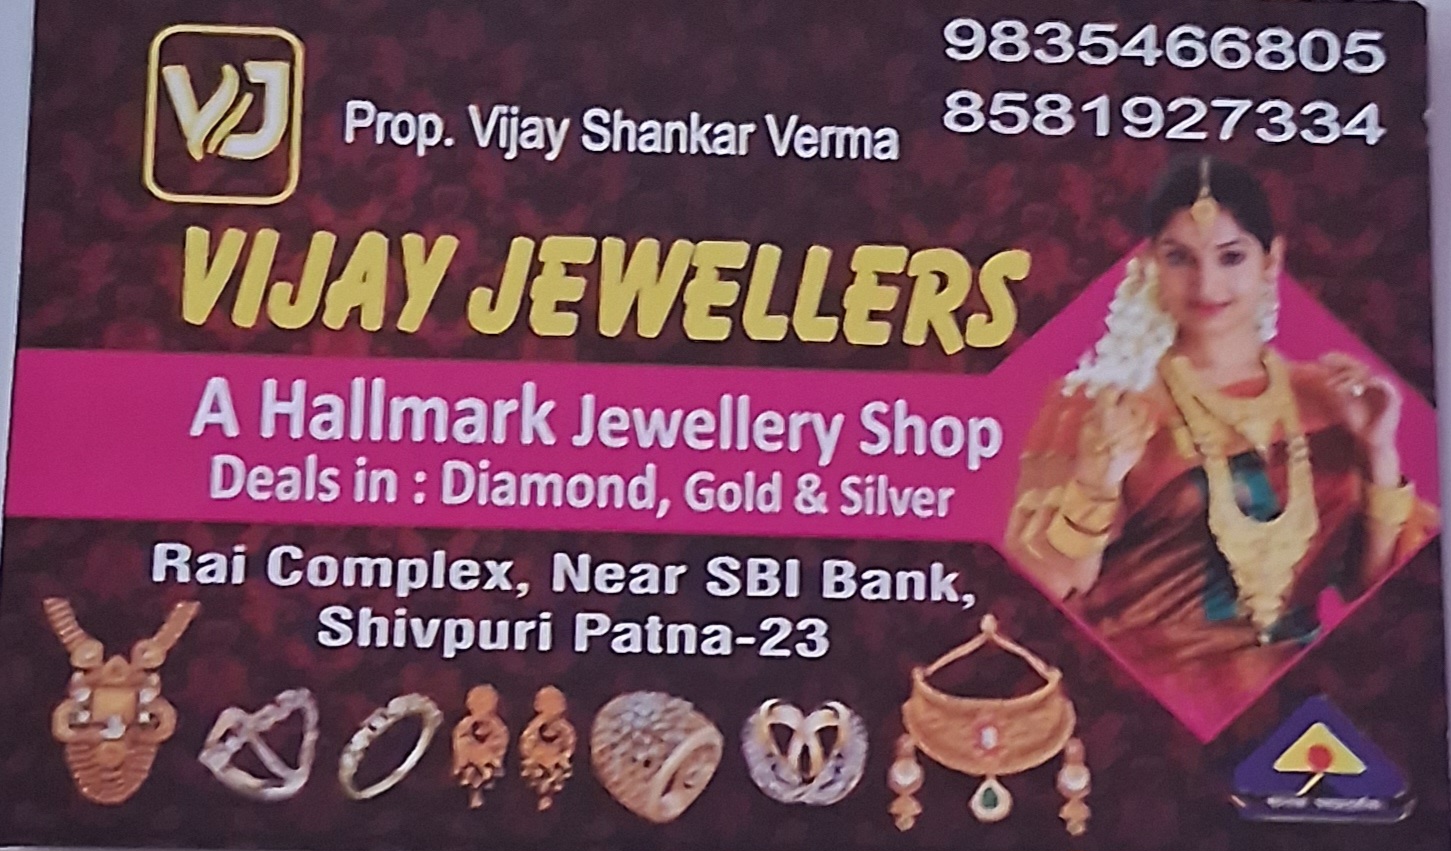 VJ
Prop. Vijay Shankar Verma
9835466805
8581927334
VIJAY JEWELLERS
A Hallmark Jewellery Shop
Deals in : Diamond, Gold & Silver
Rai Complex, Near SBI Bank,
Shivpuri Patna-23